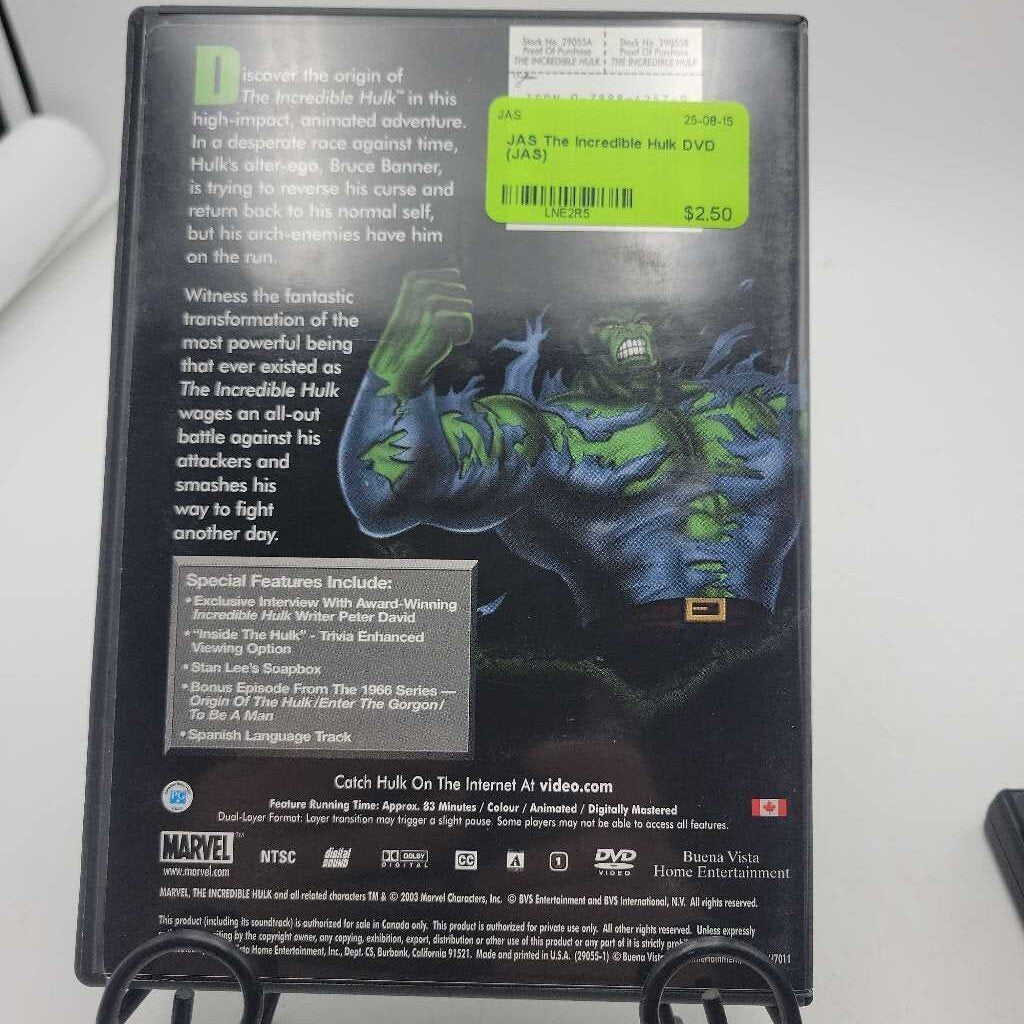 Stock No. 29055A
Proof Of Purchase
THE INCREDIBLE HULK
Stock No. 29055B
Proof Of Purchase
THE INCREDIBLE HULK
JAS
25-08-15
JAS The Incredible Hulk DVD
(JAS)
LNE2R5
$2.50
Discover the origin of
The Incredible Hulk™ in this
high-impact, animated adventure.
In a desperate race against time,
Hulk's alter-ego, Bruce Banner,
is trying to reverse his curse and
return back to his normal self,
but his arch-enemies have him
on the run.
Witness the fantastic
transformation of the
most powerful being
that ever existed as
The Incredible Hulk
wages an all-out
battle against his
attackers and
smashes his
way to fight
another day.
Special Features Include:
• Exclusive Interview With Award-Winning
Incredible Hulk Writer Peter David
• "Inside The Hulk" - Trivia Enhanced
Viewing Option
• Stan Lee's Soapbox
• Bonus Episode From The 1966 Series —
Origin Of The Hulk/Enter The Gorgon/
To Be A Man
• Spanish Language Track
Catch Hulk On The Internet At video.com
Feature Running Time: Approx. 83 Minutes / Colour / Animated / Digitally Mastered
Dual-Layer Format: Layer transition may trigger a slight pause. Some players may not be able to access all features.
PG
MARVEL™
www.marvel.com
NTSC
digital SOUND
DOLBY DIGITAL
CC
A
1
DVD VIDEO
Buena Vista
Home Entertainment
MARVEL, THE INCREDIBLE HULK and all related characters TM & © 2003 Marvel Characters, Inc. © BVS Entertainment and BVS International, N.V. All rights reserved.
This product (including its soundtrack) is authorized for sale in Canada only. This product is authorized for private use only. All other rights reserved. Unless expressly
by the copyright owner, any copying, exhibition, export, distribution or other use of this product or any part of it is strictly
Home Entertainment, Inc., Dept. CS, Burbank, California 91521. Made and printed in U.S.A. (29055-1) © Buena